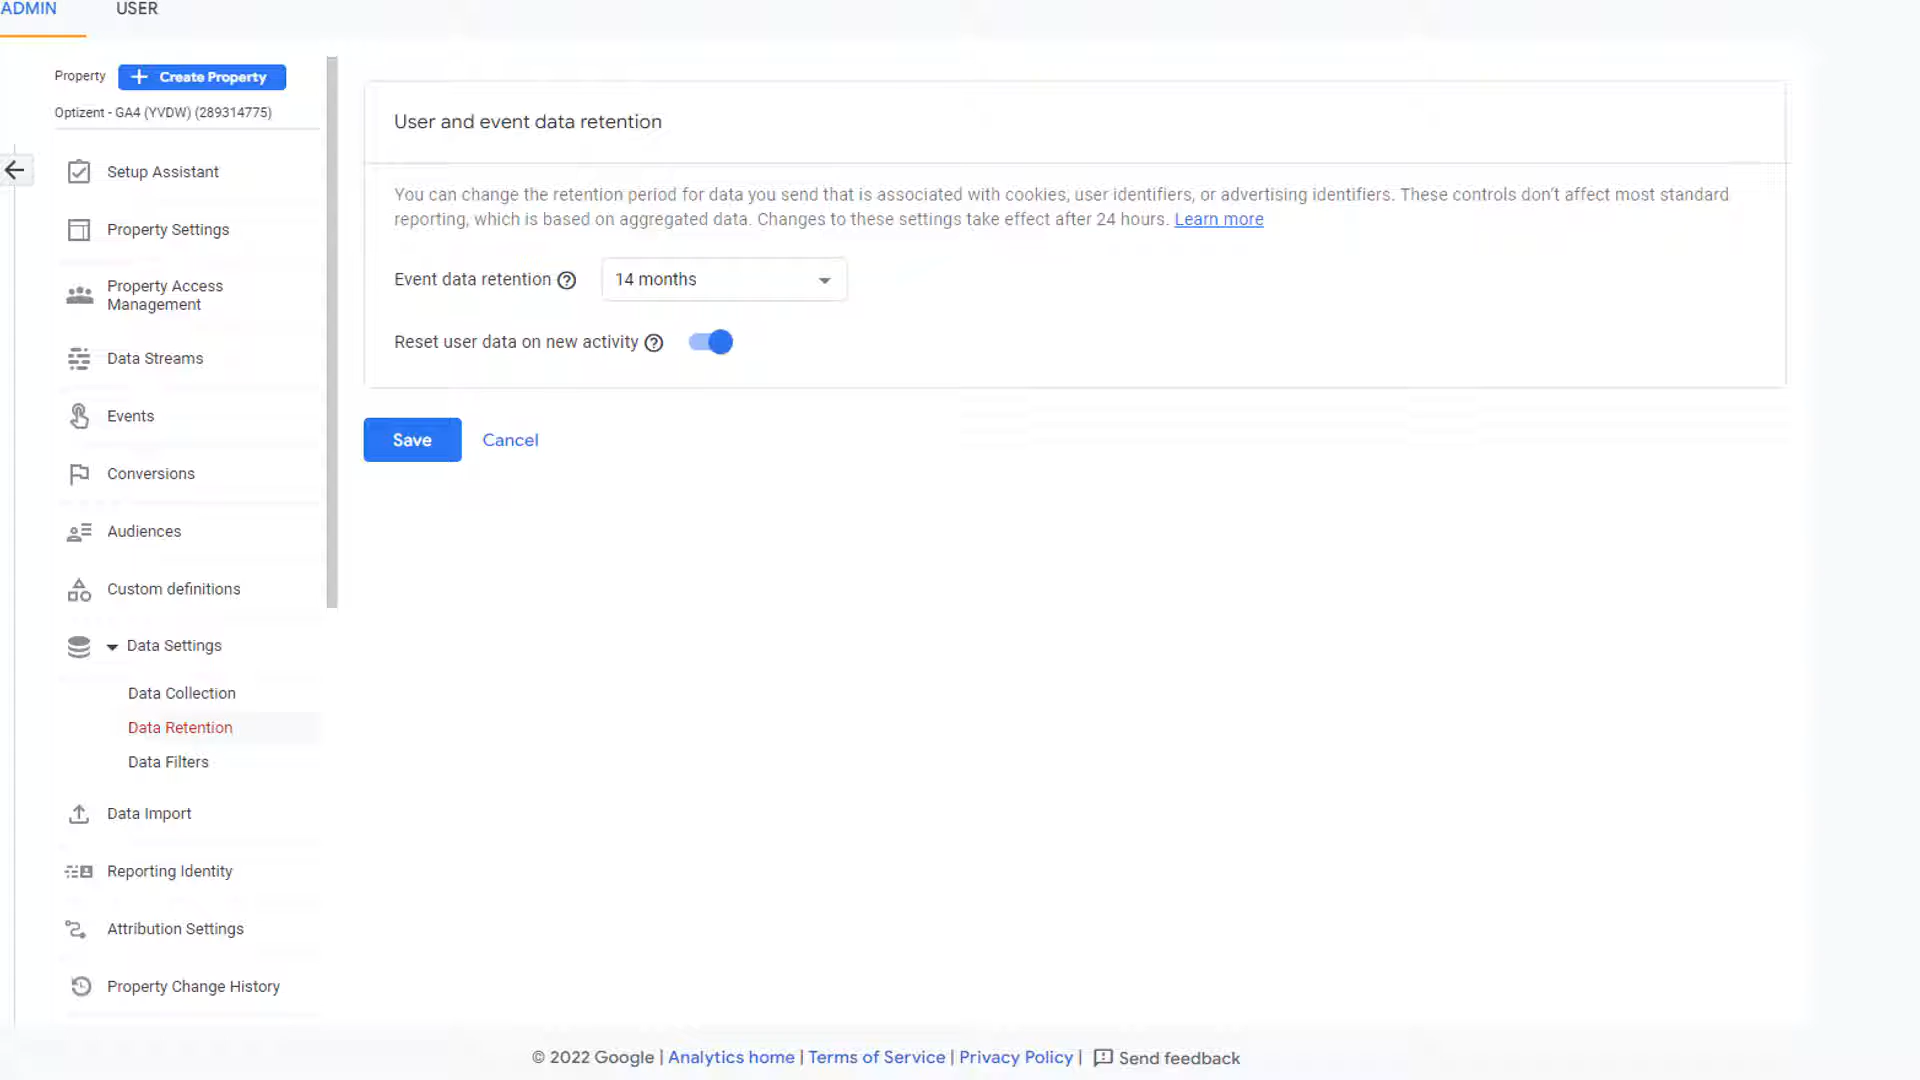 ADMIN USER
Property Create Property
Optizent - GA4 (YVDW) (289314775)
Setup Assistant
Property Settings
Property Access
Management
Data Streams
Events
Conversions
Audiences
Custom definitions
Data Settings
Data Collection
Data Retention
Data Filters
Data Import
Reporting Identity
Attribution Settings
Property Change History
User and event data retention
You can change the retention period for data you send that is associated with cookies, user identifiers, or advertising identifiers. These controls don't affect most standard
reporting, which is based on aggregated data. Changes to these settings take effect after 24 hours. Learn more
Event data retention 14 months
Reset user data on new activity
Save Cancel
© 2022 Google | Analytics home | Terms of Service | Privacy Policy | Send feedback